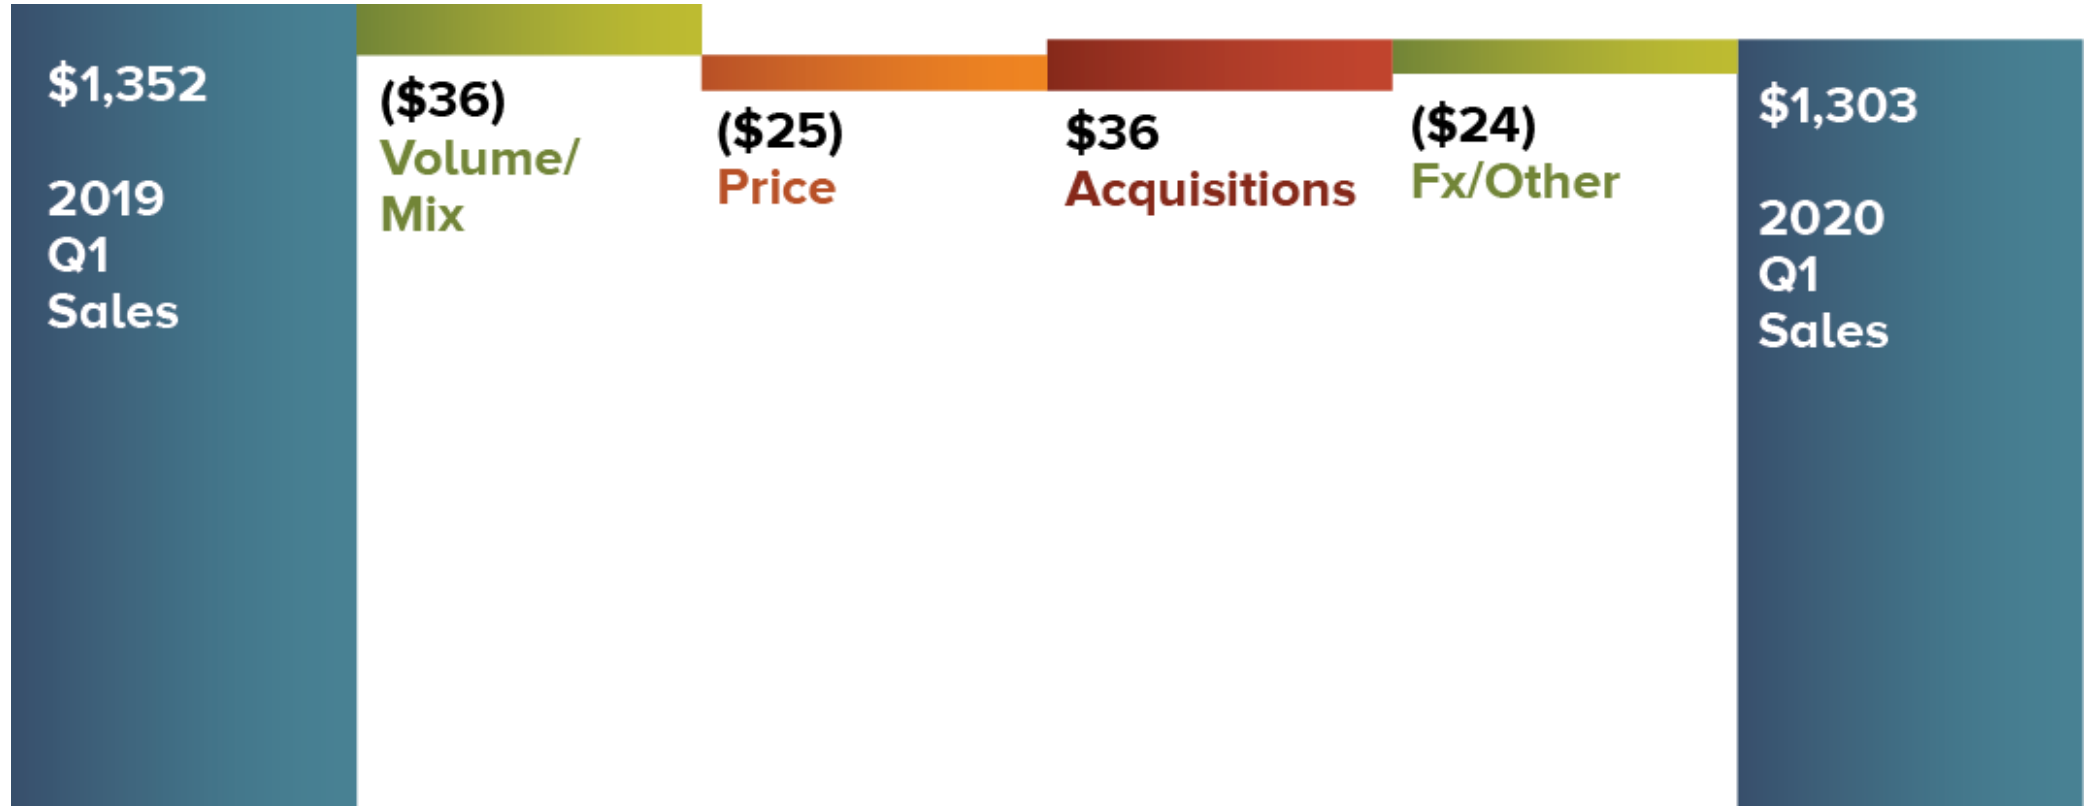 $1,352
2019
Q1
Sales
($36)
Volume/
Mix
($25)
Price
$36
Acquisitions
($24)
Fx/Other
$1,303
2020
Q1
Sales